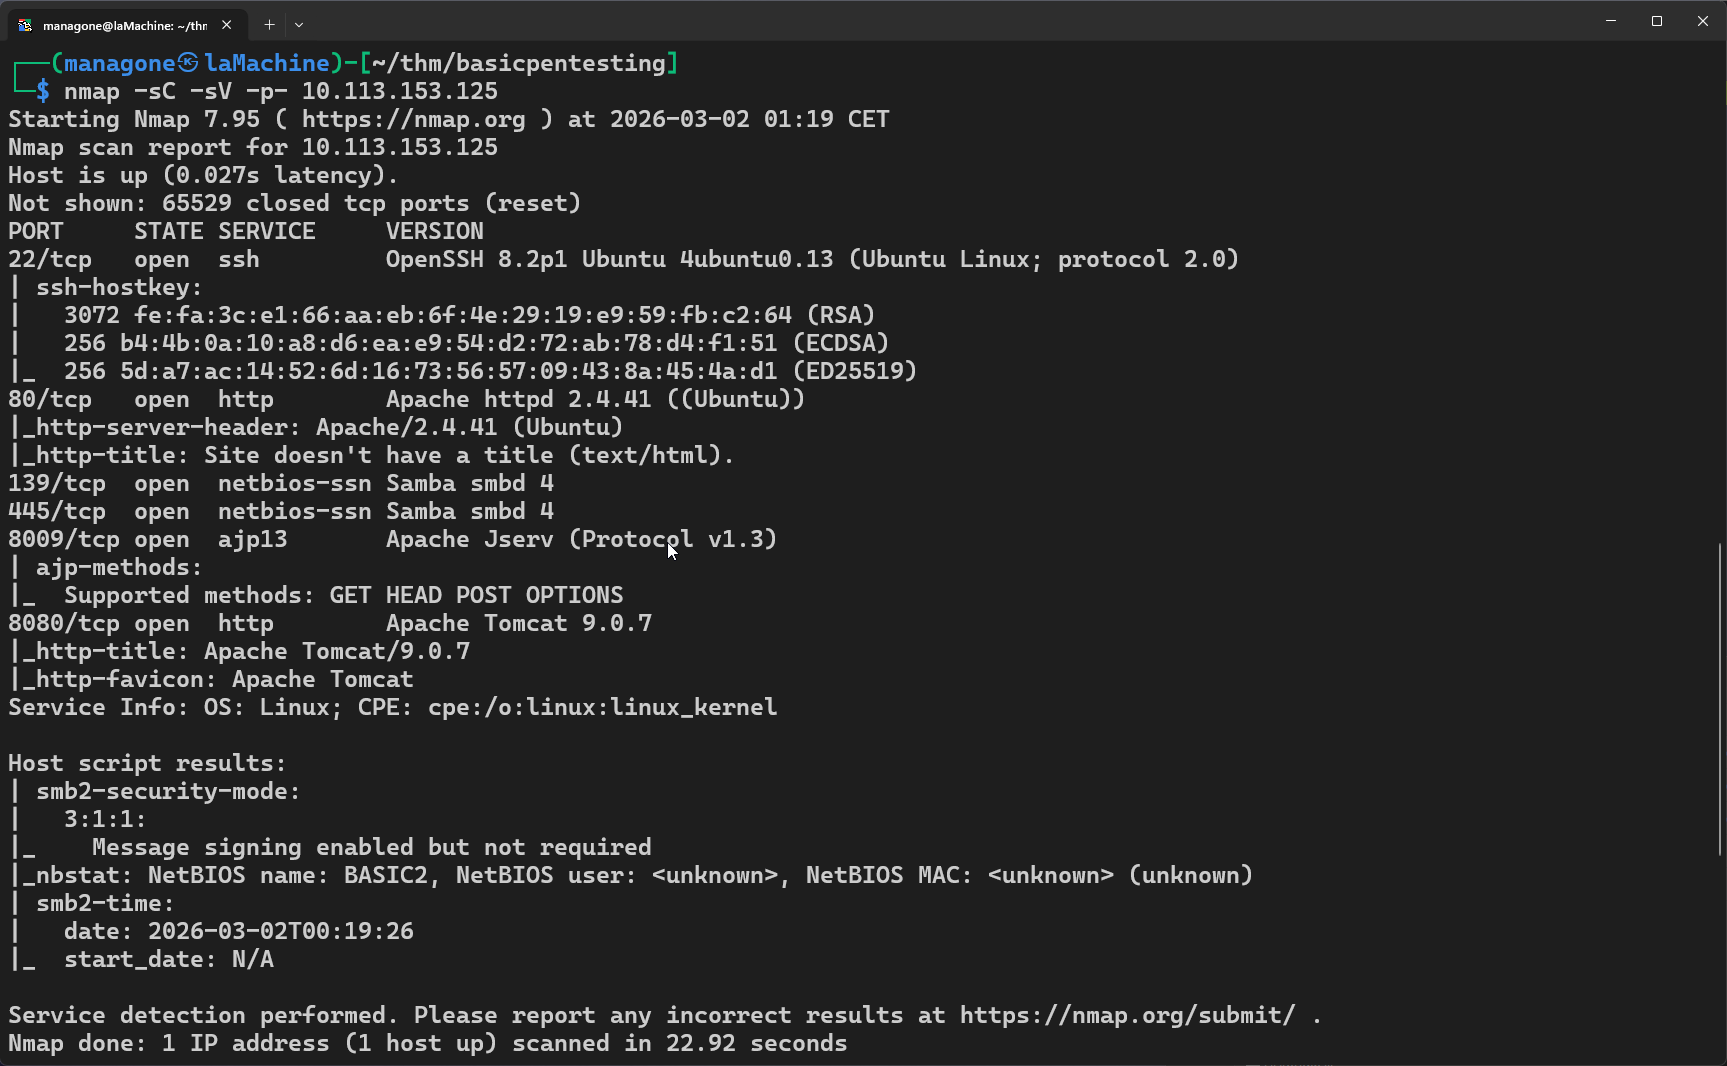 managone@laMachine: ~/thm
(managone㉿laMachine)-[~/thm/basicpentesting]
$ nmap -sC -sV -p- 10.113.153.125
Starting Nmap 7.95 ( https://nmap.org ) at 2026-03-02 01:19 CET
Nmap scan report for 10.113.153.125
Host is up (0.027s latency).
Not shown: 65529 closed tcp ports (reset)
PORT     STATE SERVICE     VERSION
22/tcp   open  ssh         OpenSSH 8.2p1 Ubuntu 4ubuntu0.13 (Ubuntu Linux; protocol 2.0)
| ssh-hostkey:
|   3072 fe:fa:3c:e1:66:aa:eb:6f:4e:29:19:e9:59:fb:c2:64 (RSA)
|   256 b4:4b:0a:10:a8:d6:ea:e9:54:d2:72:ab:78:d4:f1:51 (ECDSA)
|_  256 5d:a7:ac:14:52:6d:16:73:56:57:09:43:8a:45:4a:d1 (ED25519)
80/tcp   open  http        Apache httpd 2.4.41 ((Ubuntu))
|_http-server-header: Apache/2.4.41 (Ubuntu)
|_http-title: Site doesn't have a title (text/html).
139/tcp  open  netbios-ssn Samba smbd 4
445/tcp  open  netbios-ssn Samba smbd 4
8009/tcp open  ajp13       Apache Jserv (Protocol v1.3)
| ajp-methods:
|_  Supported methods: GET HEAD POST OPTIONS
8080/tcp open  http        Apache Tomcat 9.0.7
|_http-title: Apache Tomcat/9.0.7
|_http-favicon: Apache Tomcat
Service Info: OS: Linux; CPE: cpe:/o:linux:linux_kernel
Host script results:
| smb2-security-mode:
|   3:1:1:
|_    Message signing enabled but not required
|_nbstat: NetBIOS name: BASIC2, NetBIOS user: <unknown>, NetBIOS MAC: <unknown> (unknown)
| smb2-time:
|   date: 2026-03-02T00:19:26
|_  start_date: N/A
Service detection performed. Please report any incorrect results at https://nmap.org/submit/ .
Nmap done: 1 IP address (1 host up) scanned in 22.92 seconds